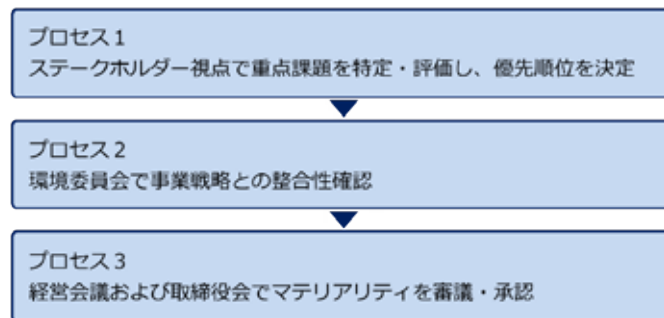 プロセス1
ステークホルダー視点で重点課題を特定・評価し、優先順位を決定
プロセス2
環境委員会で事業戦略との整合性確認
プロセス3
経営会議および取締役会でマテリアリティを審議・承認